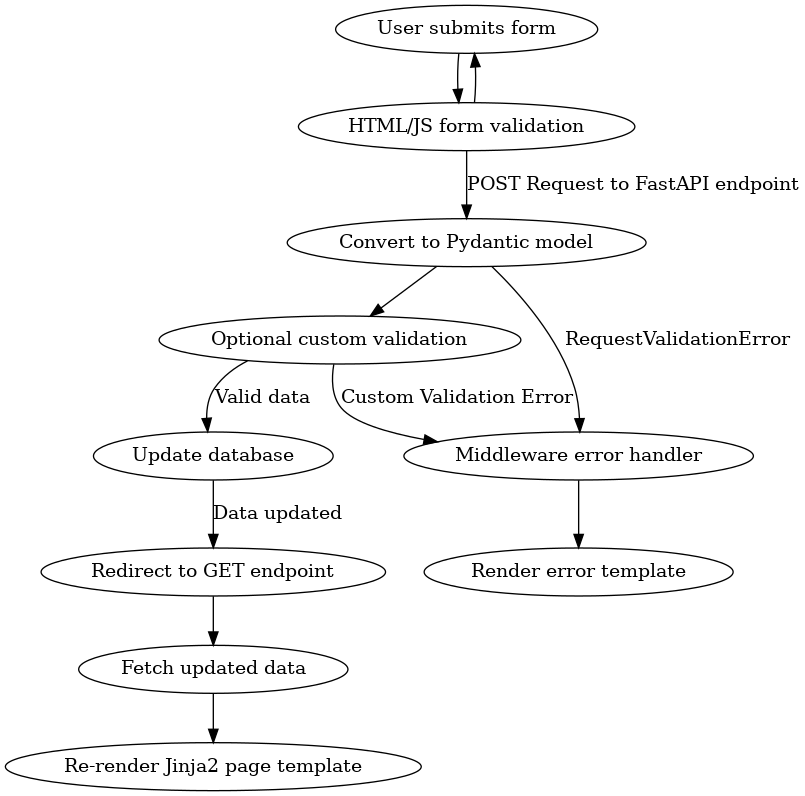 User submits form
HTML/JS form validation
POST Request to FastAPI endpoint
Convert to Pydantic model
Optional custom validation
RequestValidationError
Valid data
Custom Validation Error
Update database
Middleware error handler
Data updated
Redirect to GET endpoint
Render error template
Fetch updated data
Re-render Jinja2 page template